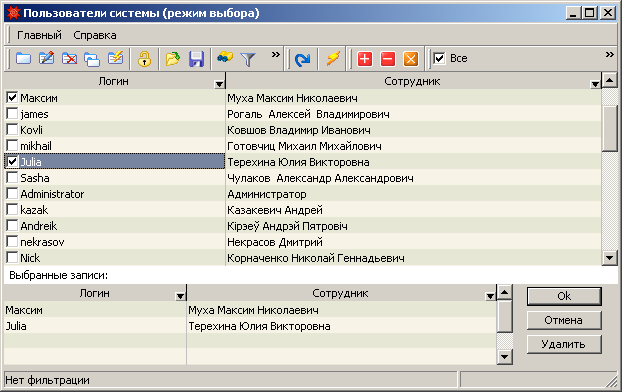 Пользователи системы (режим выбора)
Главный Справка
Все
Логин Сотрудник
Максим Муха Максим Николаевич
james Рогаль Алексей Владимирович
Kovli Ковшов Владимир Иванович
mikhail Готовчиц Михаил Михайлович
Julia Терехина Юлия Викторовна
Sasha Чулаков Александр Александрович
Administrator Администратор
kazak Казакевич Андрей
Andreik Кірзеў Андрэй Пятровіч
nekrasov Некрасов Дмитрий
Nick Корначенко Николай Геннадьевич
Выбранные записи:
Логин Сотрудник
Максим Муха Максим Николаевич
Julia Терехина Юлия Викторовна
Ok
Отмена
Удалить
Нет фильтрации